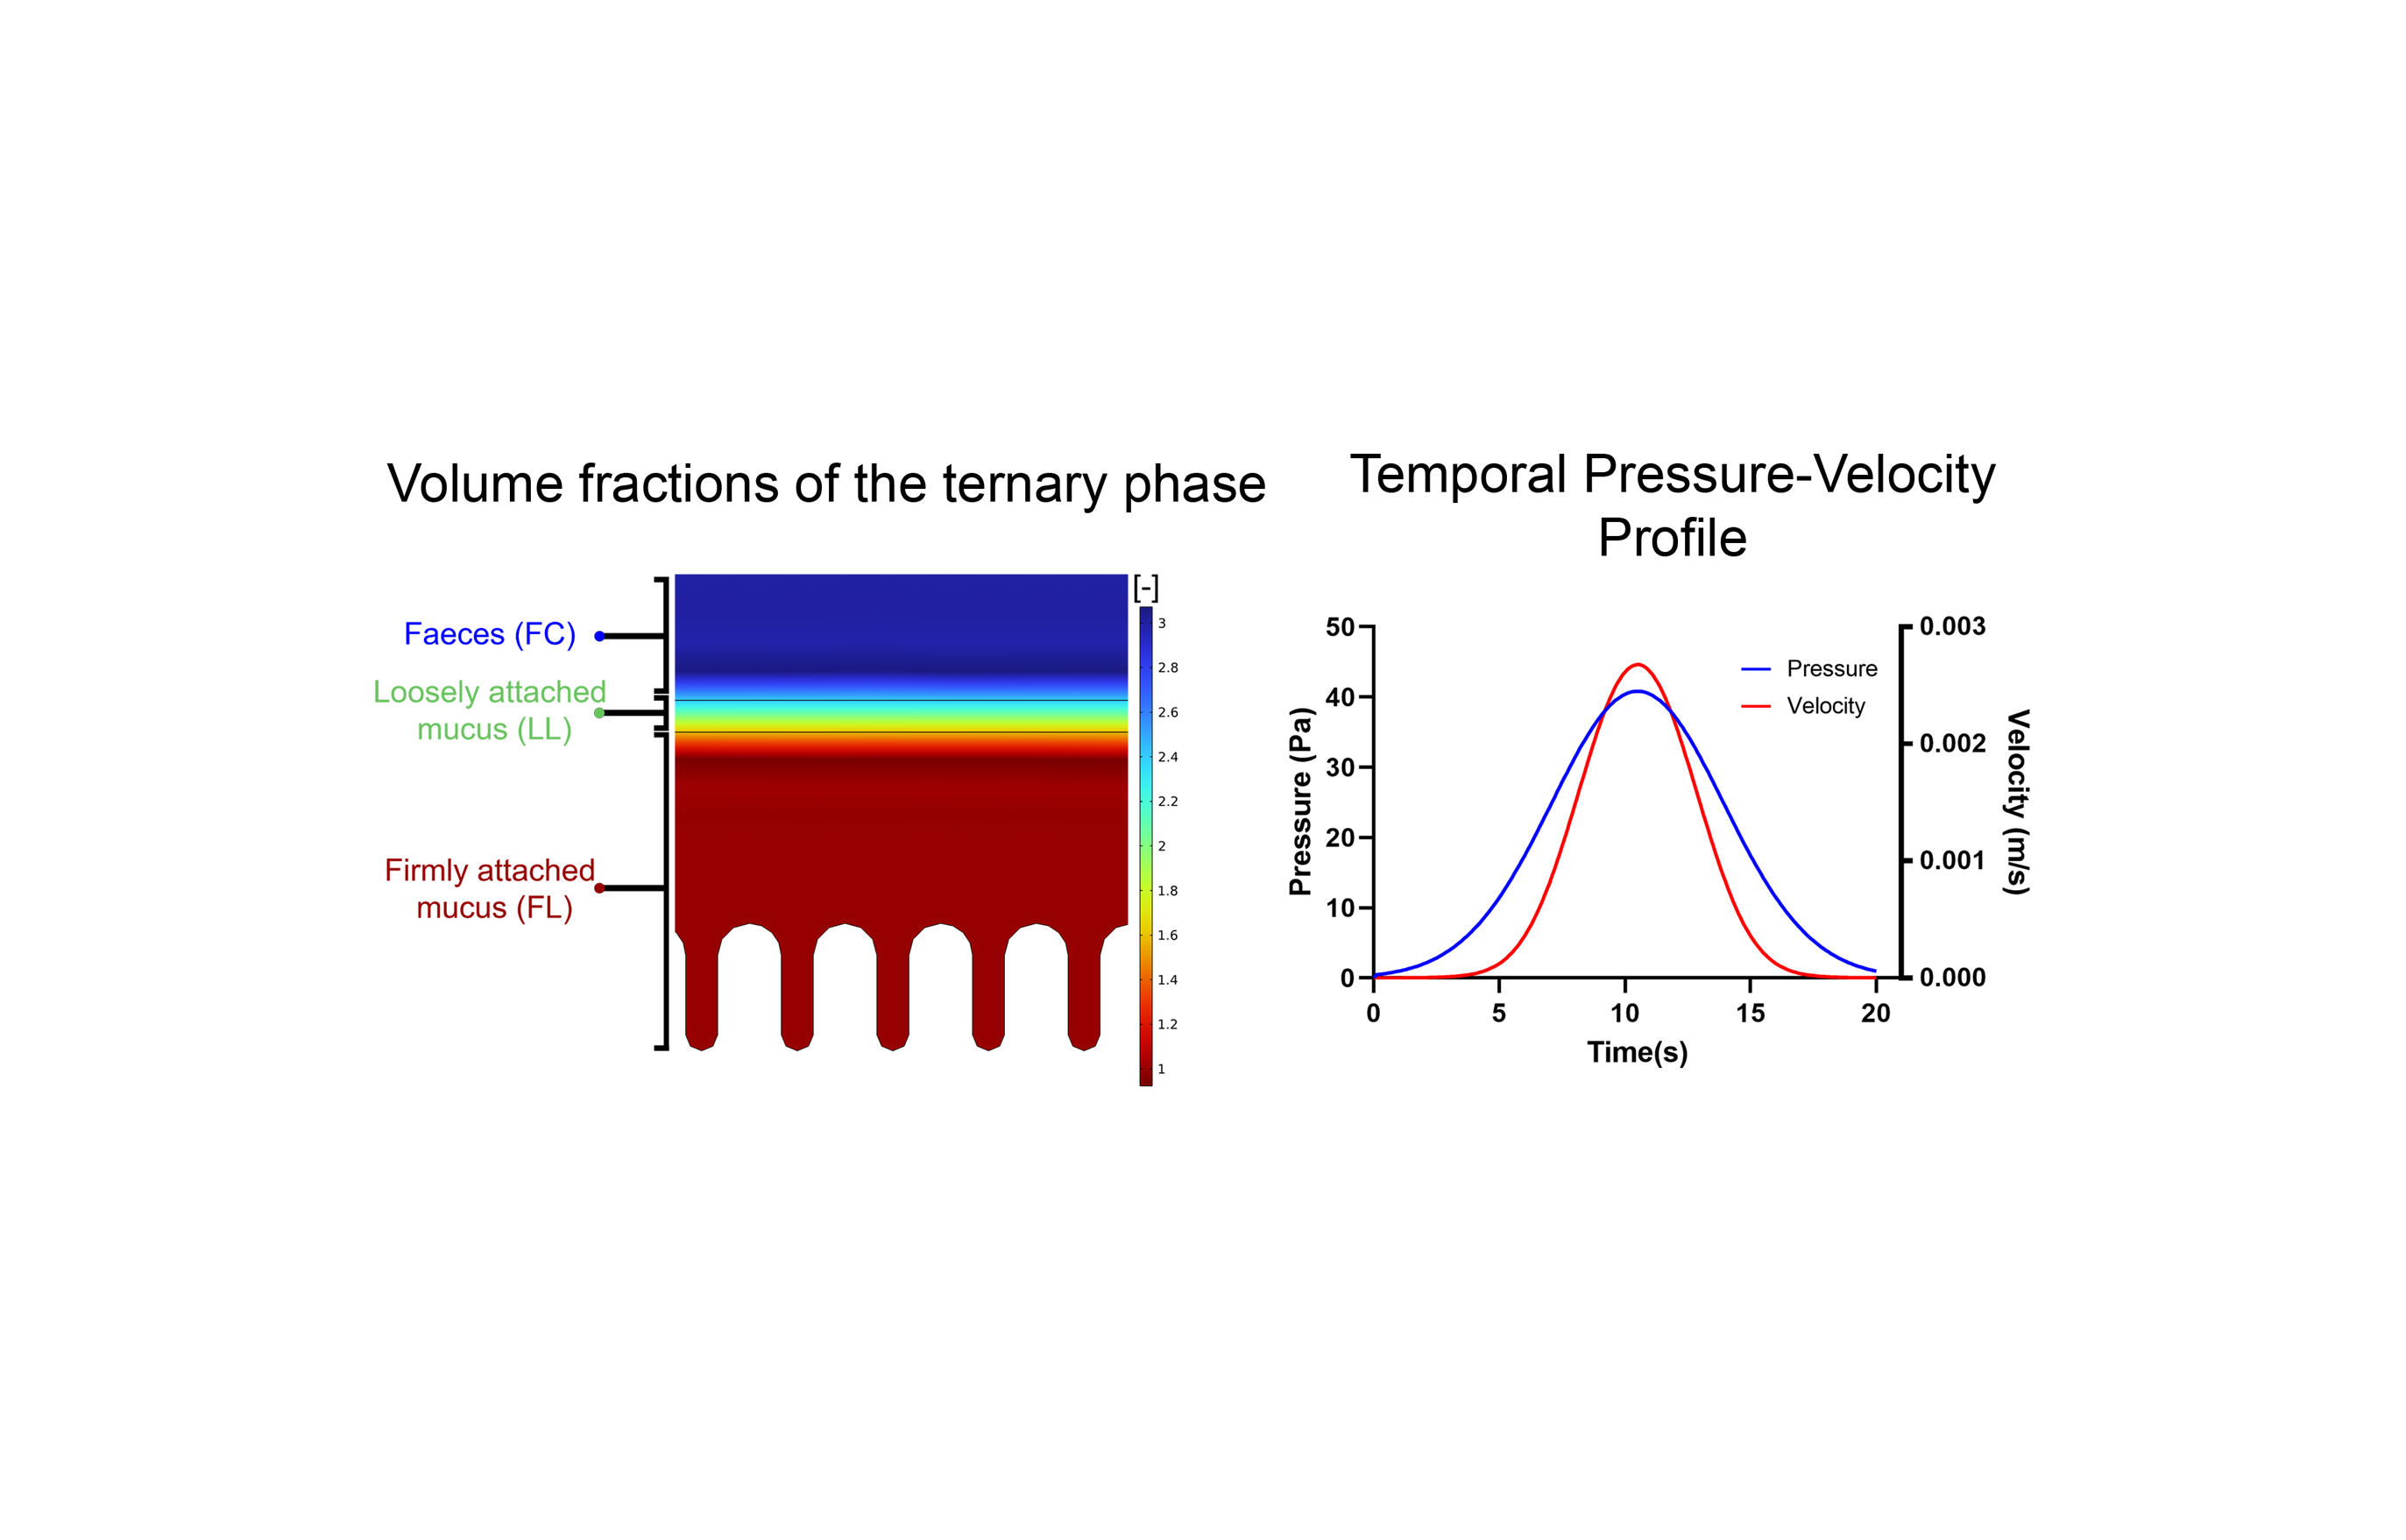 Volume fractions of the ternary phase
Faeces (FC)
Loosely attached
mucus (LL)
Firmly attached
mucus (FL)
[-]
3
2.8
2.6
2.4
2.2
2
1.8
1.6
1.4
1.2
1
Temporal Pressure-Velocity
Profile
Pressure (Pa)
50
40
30
20
10
0
0
5
10
15
20
Time(s)
Pressure
Velocity
0.003
0.002
0.001
0.000
Velocity (m/s)